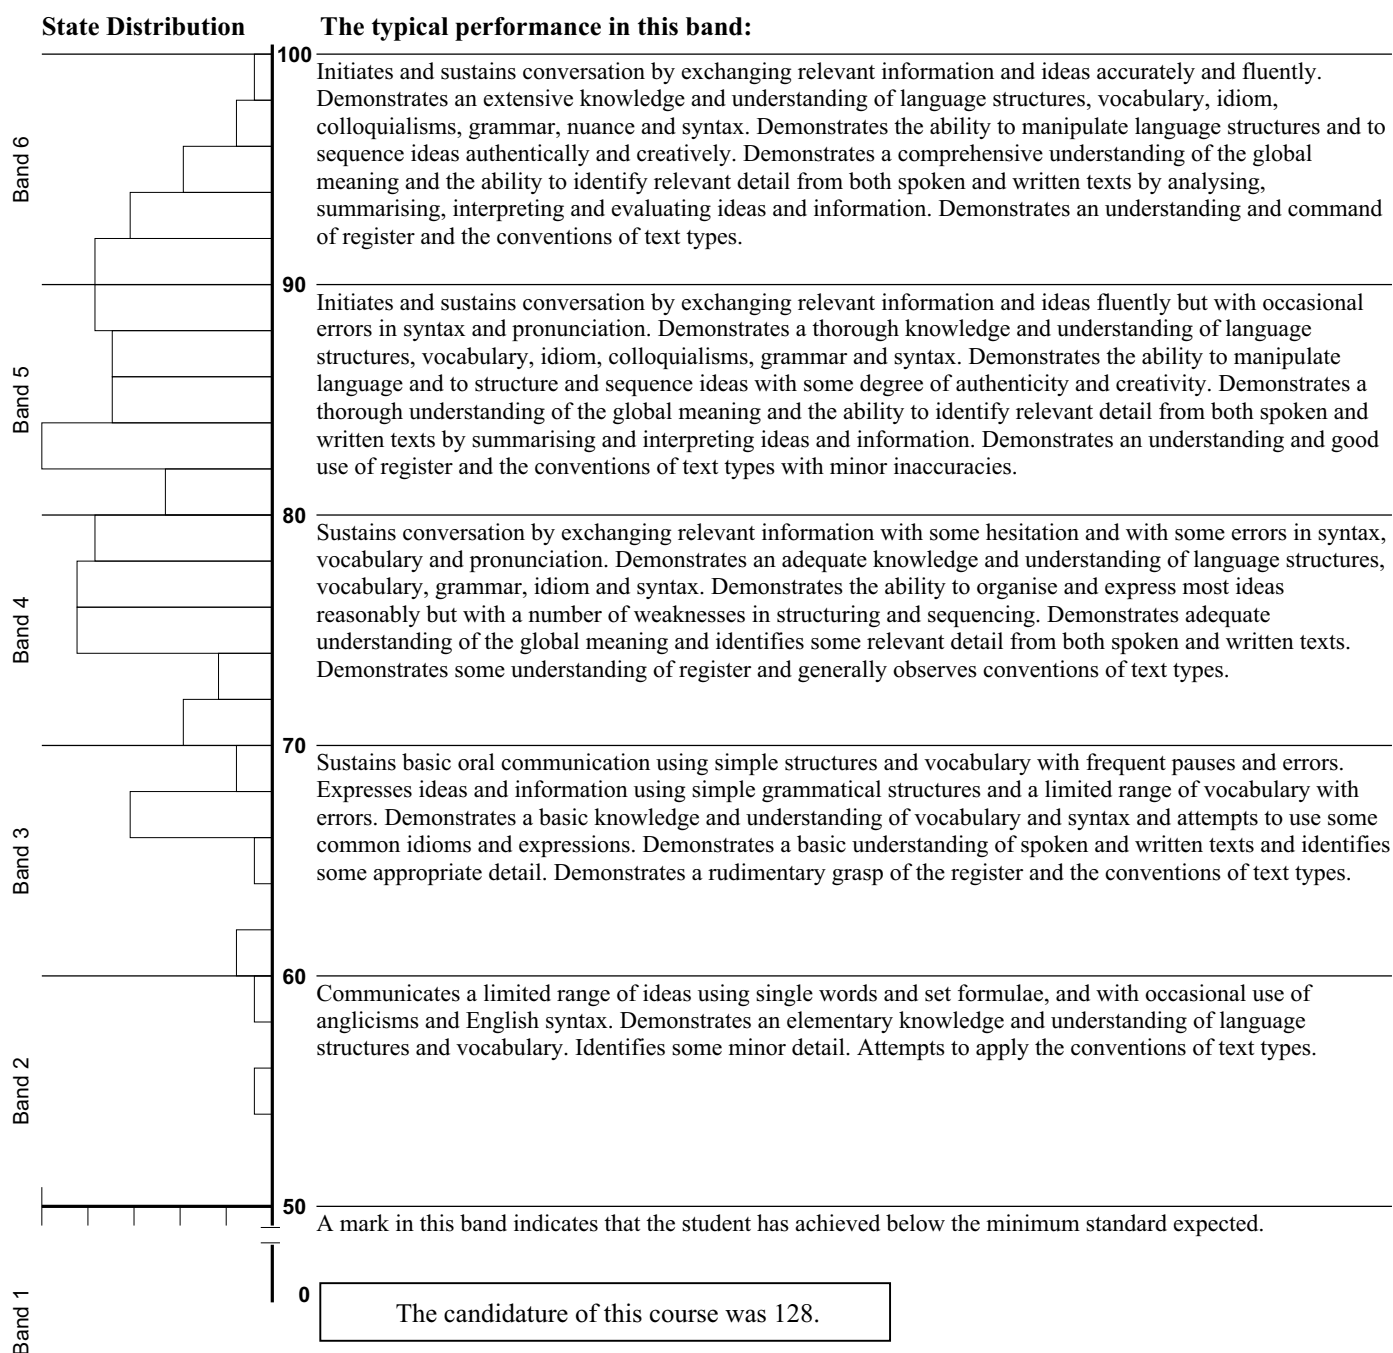 State Distribution
The typical performance in this band:
100
Initiates and sustains conversation by exchanging relevant information and ideas accurately and fluently.
Demonstrates an extensive knowledge and understanding of language structures, vocabulary, idiom,
colloquialisms, grammar, nuance and syntax. Demonstrates the ability to manipulate language structures and to
sequence ideas authentically and creatively. Demonstrates a comprehensive understanding of the global
meaning and the ability to identify relevant detail from both spoken and written texts by analysing,
summarising, interpreting and evaluating ideas and information. Demonstrates an understanding and command
of register and the conventions of text types.
Band 6
90
Initiates and sustains conversation by exchanging relevant information and ideas fluently but with occasional
errors in syntax and pronunciation. Demonstrates a thorough knowledge and understanding of language
structures, vocabulary, idiom, colloquialisms, grammar and syntax. Demonstrates the ability to manipulate
language and to structure and sequence ideas with some degree of authenticity and creativity. Demonstrates a
thorough understanding of the global meaning and the ability to identify relevant detail from both spoken and
written texts by summarising and interpreting ideas and information. Demonstrates an understanding and good
use of register and the conventions of text types with minor inaccuracies.
Band 5
80
Sustains conversation by exchanging relevant information with some hesitation and with some errors in syntax,
vocabulary and pronunciation. Demonstrates an adequate knowledge and understanding of language structures,
vocabulary, grammar, idiom and syntax. Demonstrates the ability to organise and express most ideas
reasonably but with a number of weaknesses in structuring and sequencing. Demonstrates adequate
understanding of the global meaning and identifies some relevant detail from both spoken and written texts.
Demonstrates some understanding of register and generally observes conventions of text types.
Band 4
70
Sustains basic oral communication using simple structures and vocabulary with frequent pauses and errors.
Expresses ideas and information using simple grammatical structures and a limited range of vocabulary with
errors. Demonstrates a basic knowledge and understanding of vocabulary and syntax and attempts to use some
common idioms and expressions. Demonstrates a basic understanding of spoken and written texts and identifies
some appropriate detail. Demonstrates a rudimentary grasp of the register and the conventions of text types.
Band 3
60
Communicates a limited range of ideas using single words and set formulae, and with occasional use of
anglicisms and English syntax. Demonstrates an elementary knowledge and understanding of language
structures and vocabulary. Identifies some minor detail. Attempts to apply the conventions of text types.
Band 2
50
A mark in this band indicates that the student has achieved below the minimum standard expected.
0
Band 1
The candidature of this course was 128.